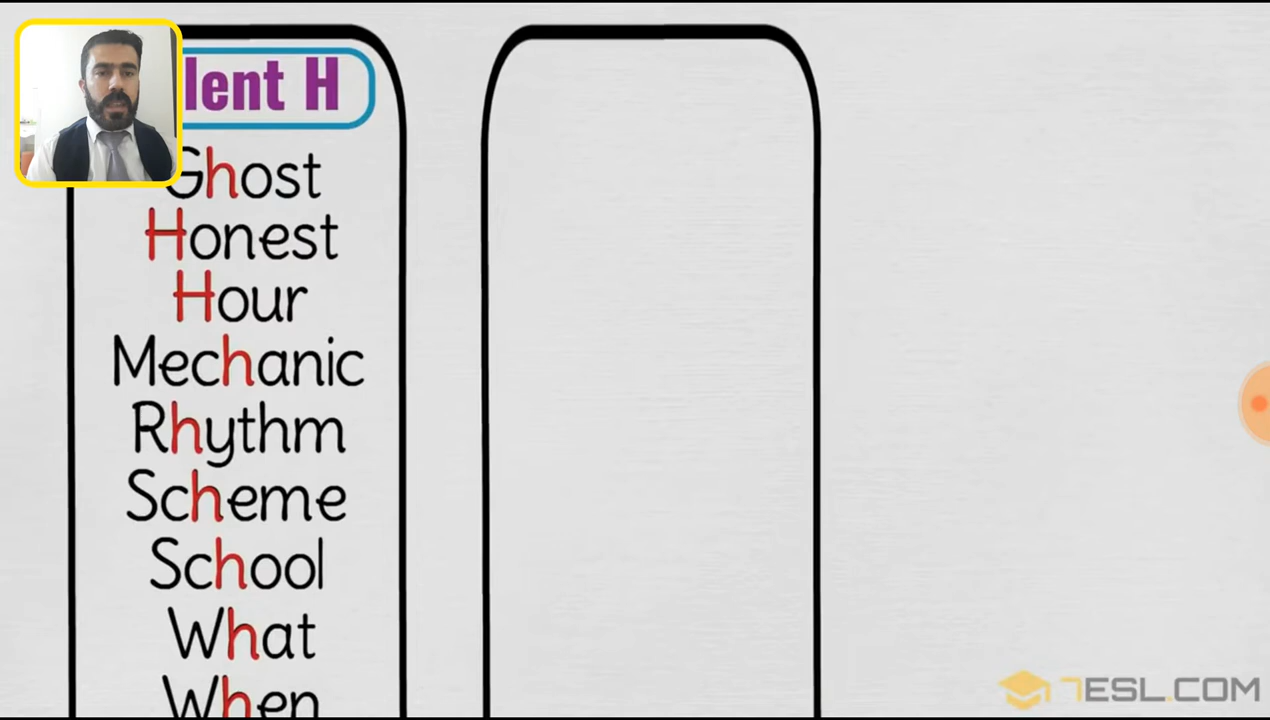 lent H
Ghost
Honest
Hour
Mechanic
Rhythm
Scheme
School
What
When
7ESL.COM